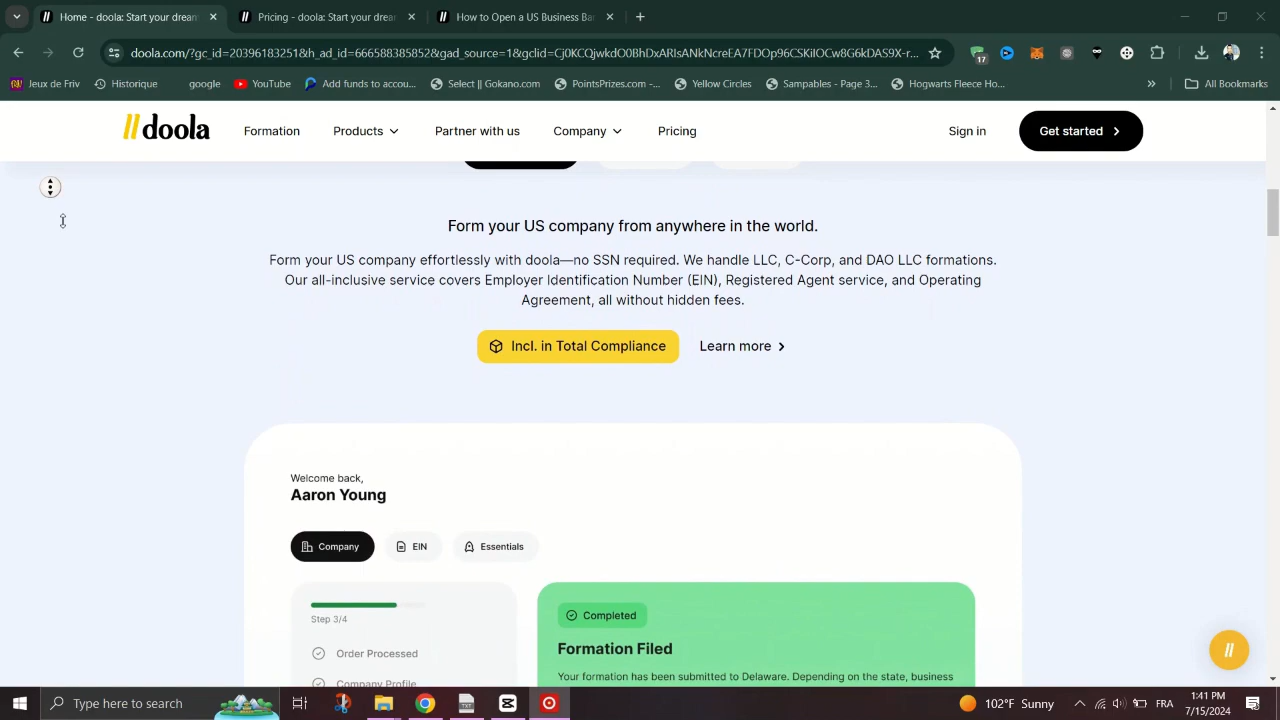 Home - doola: Start your drean
Pricing - doola: Start your drear
How to Open a US Business Ba
doola.com/?gc_id=20396183251&h_ad_id=666588385852&gad_source=1&gclid=Cj0KCQjwkdO0BhDxARIsANkNcreEA7FDOp96CSKilOCw8G6kDAS9X-r...
17
Jeux de Friv
Historique
google
YouTube
Add funds to accou...
Select || Gokano.com
PointsPrizes.com -...
Yellow Circles
Sampables - Page 3...
Hogwarts Fleece Ho...
»
All Bookmarks
doola
Formation
Products
Partner with us
Company
Pricing
Sign in
Get started
Form your US company from anywhere in the world.
Form your US company effortlessly with doola—no SSN required. We handle LLC, C-Corp, and DAO LLC formations.
Our all-inclusive service covers Employer Identification Number (EIN), Registered Agent service, and Operating
Agreement, all without hidden fees.
Incl. in Total Compliance
Learn more
Welcome back,
Aaron Young
Company
EIN
Essentials
Step 3/4
Order Processed
Company Profile
Completed
Formation Filed
Your formation has been submitted to Delaware. Depending on the state, business
Type here to search
TXT
102°F Sunny
FRA
1:41 PM
7/15/2024